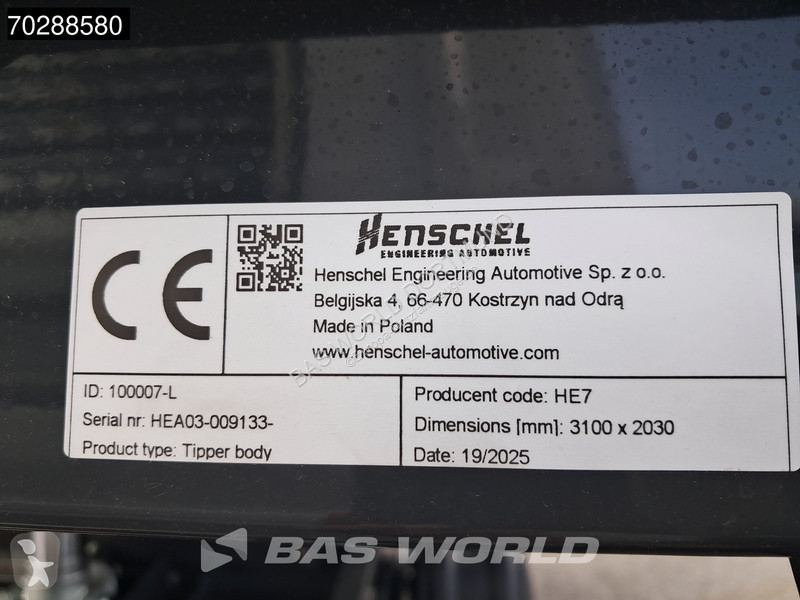 70288580
HENSCHEL
ENGINEERING AUTOMOTIVE
Henschel Engineering Automotive Sp. z o.o.
Belgijska 4, 66-470 Kostrzyn nad Odrą
Made in Poland
www.henschel-automotive.com
CE
ID: 100007-L
Serial nr: HEA03-009133-
Product type: Tipper body
Producent code: HE7
Dimensions [mm]: 3100 x 2030
Date: 19/2025
BAS WORLD